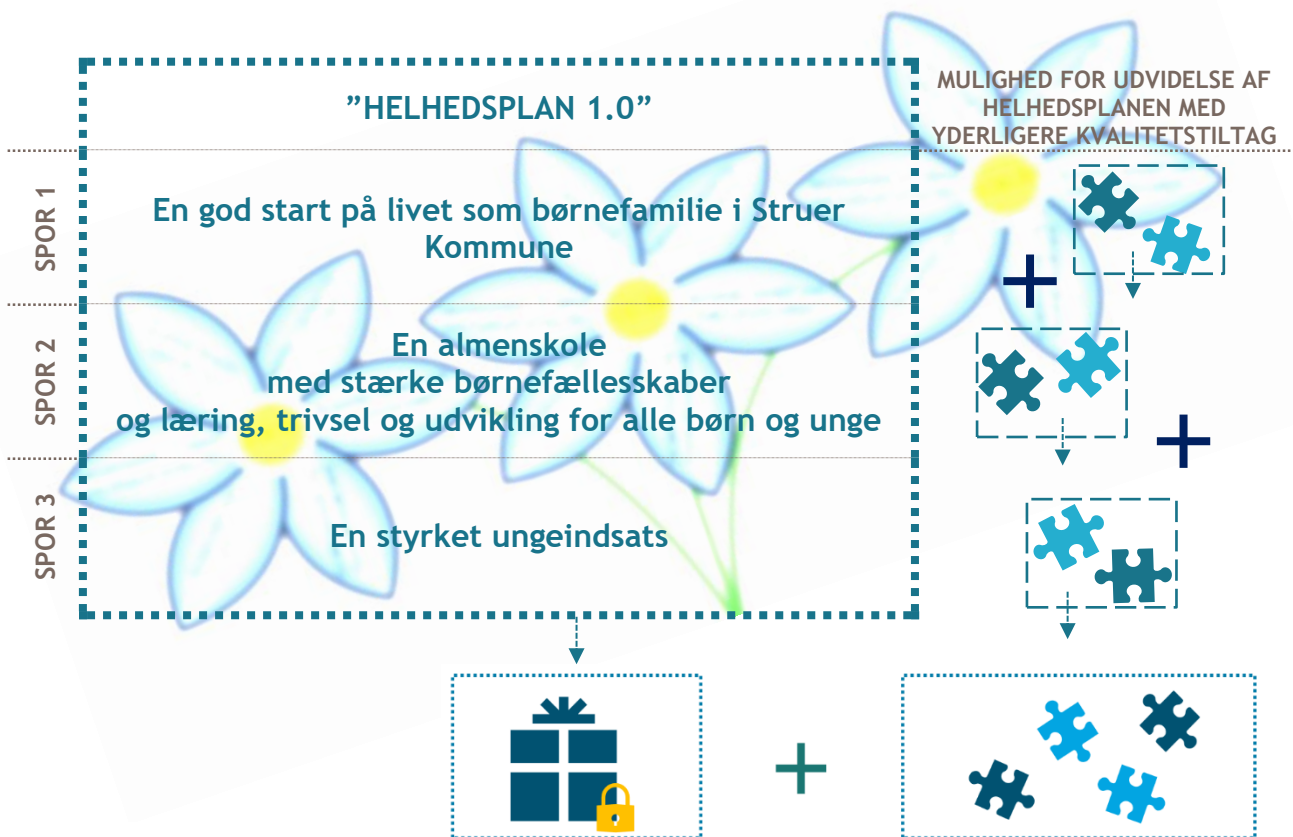 ”HELHEDSPLAN 1.0”
MULIGHED FOR UDVIDELSE AF
HELHEDSPLANEN MED
YDERLIGERE KVALITETSTILTAG
SPOR 1
En god start på livet som børnefamilie i Struer
Kommune
SPOR 2
En almenskole
med stærke børnefællesskaber
og læring, trivsel og udvikling for alle børn og unge
SPOR 3
En styrket ungeindsats